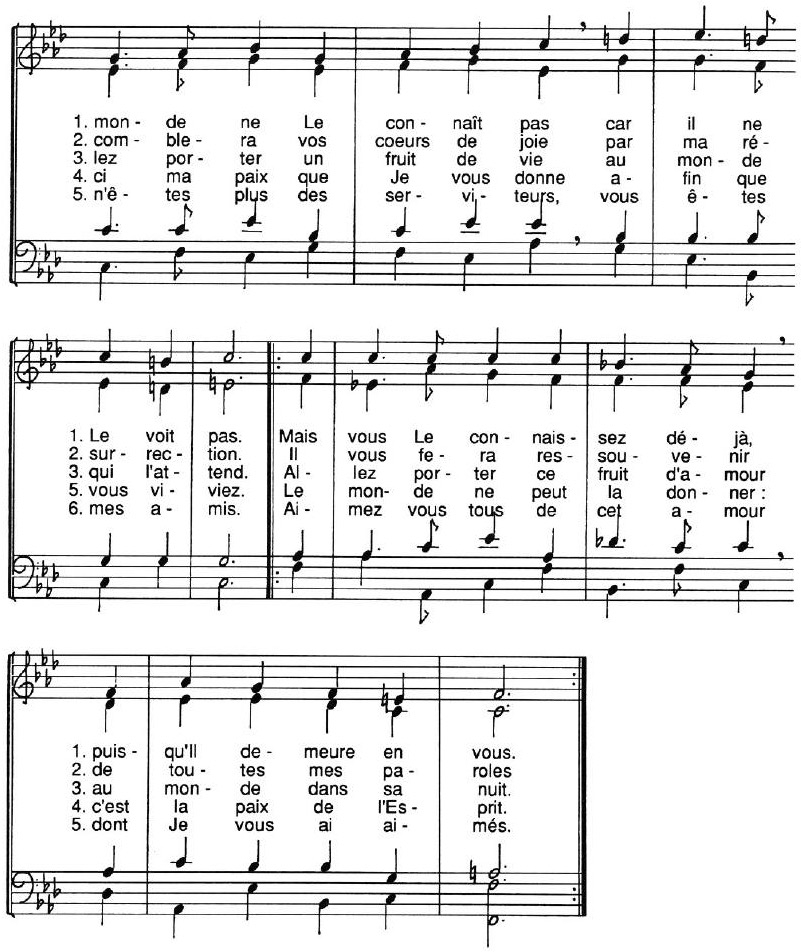 1. mon - de ne Le con - naît pas car il ne
2. com - ble - ra vos coeurs de joie par ma ré-
3. lez por - ter un fruit de vie au mon - de
4. ci ma paix que Je vous donne a - fin que
5. n'ê - tes plus des ser - vi - teurs, vous ê - tes
1. Le voit pas. Mais vous Le con - nais - sez dé - jà,
2. sur - rec - tion. Il vous fe - ra res - sou - ve - nir
3. qui l'at - tend. Al - lez por - ter ce fruit d'a - mour
5. vous vi - viez. Le mon- de ne peut la don - ner :
6. mes a - mis. Ai - mez vous tous de cet a - mour
1. puis - qu'Il de - meure en vous.
2. de tou - tes mes pa - roles
3. au mon - de dans sa nuit.
4. c'est la paix de l'Es - prit.
5. dont Je vous ai ai - més.